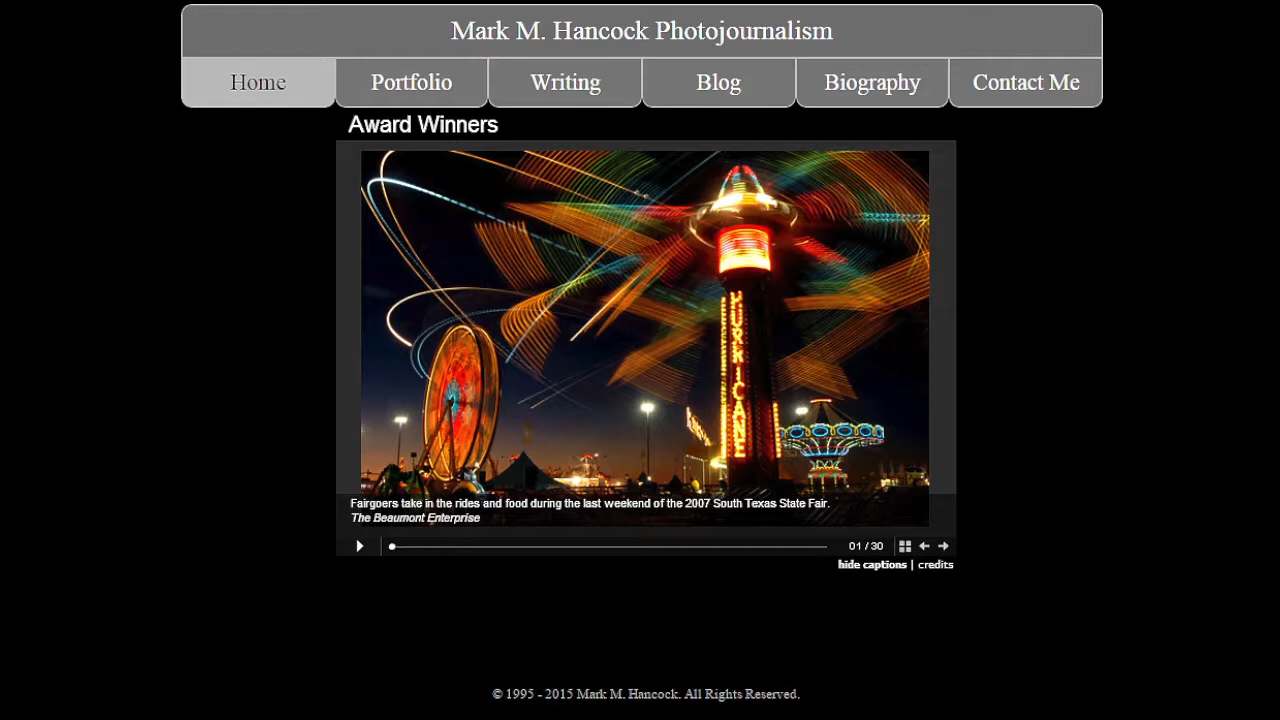 Mark M. Hancock Photojournalism
Home Portfolio Writing Blog Biography Contact Me
Award Winners
HURRICANE
Fairgoers take in the rides and food during the last weekend of the 2007 South Texas State Fair.
The Beaumont Enterprise
01 / 30
hide captions | credits
© 1995 - 2015 Mark M. Hancock. All Rights Reserved.